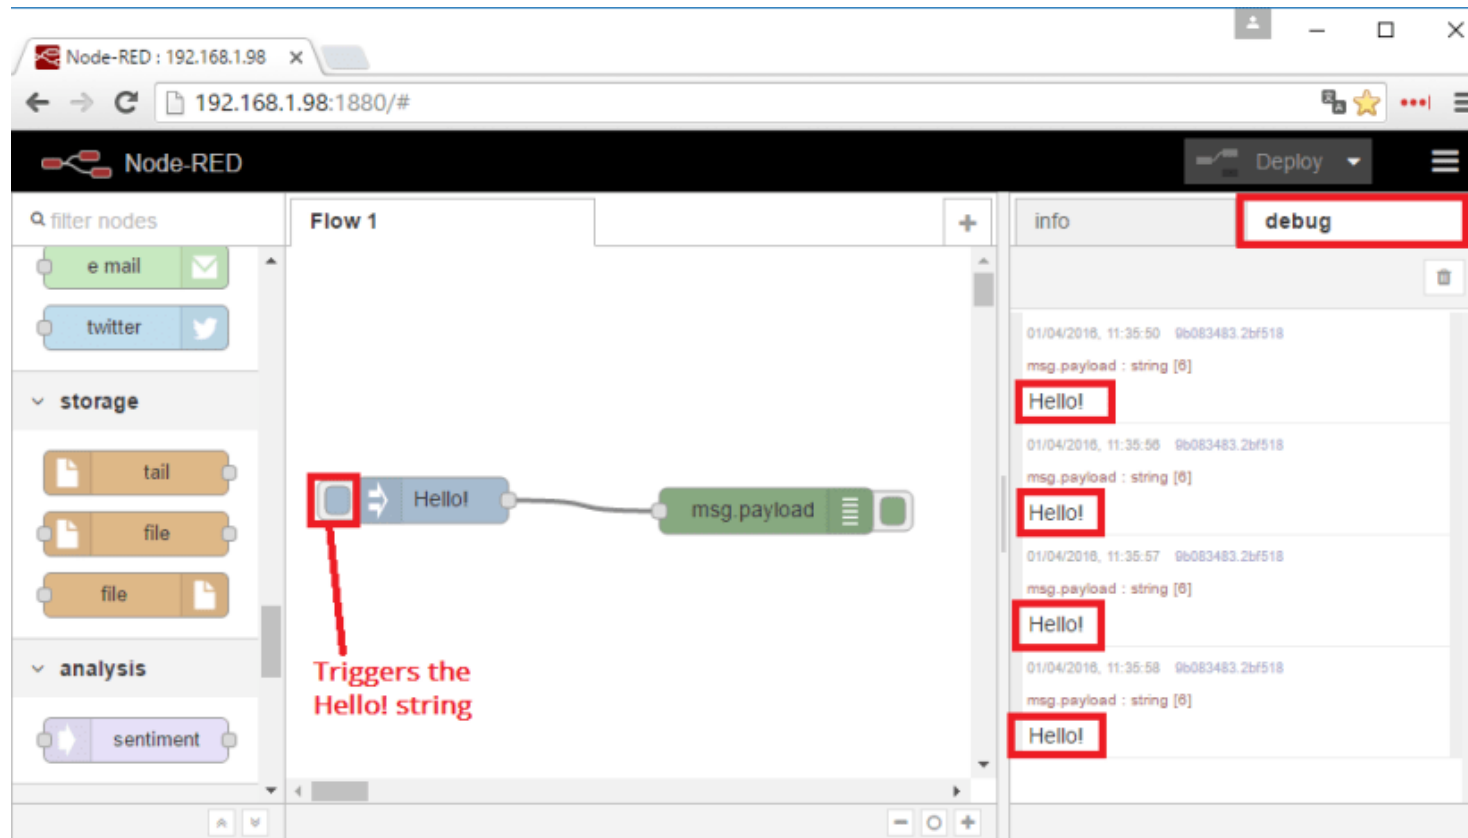 Node-RED : 192.168.1.98
192.168.1.98:1880/#
Node-RED
Deploy
filter nodes
e mail
twitter
storage
tail
file
file
analysis
sentiment
Flow 1
Hello!
msg.payload
Triggers the
Hello! string
info
debug
01/04/2016, 11:35:50 9b083483.2bf518
msg.payload : string [6]
Hello!
01/04/2016, 11:35:56 9b083483.2bf518
msg.payload : string [6]
Hello!
01/04/2016, 11:35:57 9b083483.2bf518
msg.payload : string [6]
Hello!
01/04/2016, 11:35:58 9b083483.2bf518
msg.payload : string [6]
Hello!